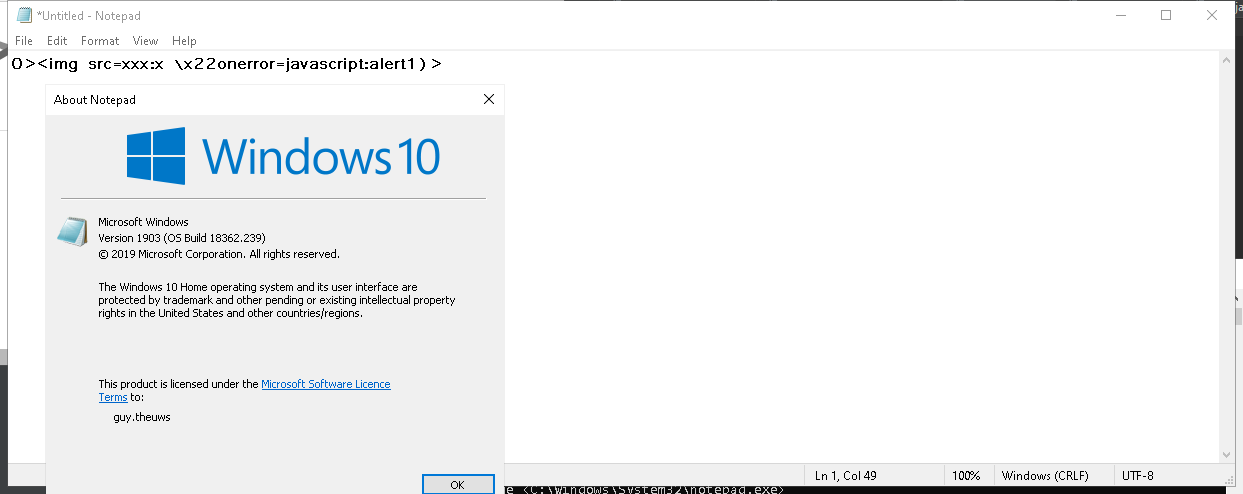 *Untitled - Notepad
File Edit Format View Help
0><img src=xxx:x \x22onerror=javascript:alert1)>
About Notepad
Windows 10
Microsoft Windows
Version 1903 (OS Build 18362.239)
© 2019 Microsoft Corporation. All rights reserved.
The Windows 10 Home operating system and its user interface are
protected by trademark and other pending or existing intellectual property
rights in the United States and other countries/regions.
This product is licensed under the Microsoft Software Licence
Terms to:
guy.theuws
OK
Ln 1, Col 49 100% Windows (CRLF) UTF-8
<C:\Windows\System32\notepad.exe>